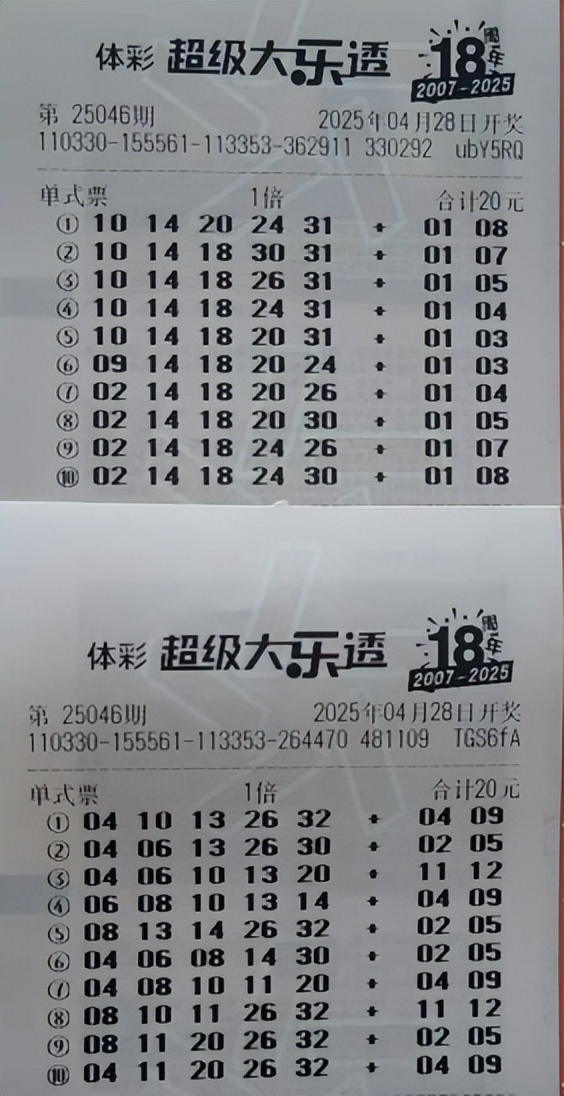 体彩 超级大乐透 18周年
2007-2025
第 25046期 2025年04月28日开奖
110330-155561-113353-362911 330292 ubY5RQ
单式票 1倍 合计20元
① 10 14 20 24 31 + 01 08
② 10 14 18 30 31 + 01 07
③ 10 14 18 26 31 + 01 05
④ 10 14 18 24 31 + 01 04
⑤ 10 14 18 20 31 + 01 03
⑥ 09 14 18 20 24 + 01 03
⑦ 02 14 18 20 26 + 01 04
⑧ 02 14 18 20 30 + 01 05
⑨ 02 14 18 24 26 + 01 07
⑩ 02 14 18 24 30 + 01 08
体彩 超级大乐透 18周年
2007-2025
第 25046期 2025年04月28日开奖
110330-155561-113353-264470 481109 TGS6fA
单式票 1倍 合计20元
① 04 10 13 26 32 + 04 09
② 04 06 13 26 30 + 02 05
③ 04 06 10 13 20 + 11 12
④ 06 08 10 13 14 + 04 09
⑤ 08 13 14 26 32 + 02 05
⑥ 04 06 08 14 30 + 02 05
⑦ 04 08 10 11 20 + 04 09
⑧ 08 10 11 26 32 + 11 12
⑨ 08 11 20 26 32 + 02 05
⑩ 04 11 20 26 32 + 04 09